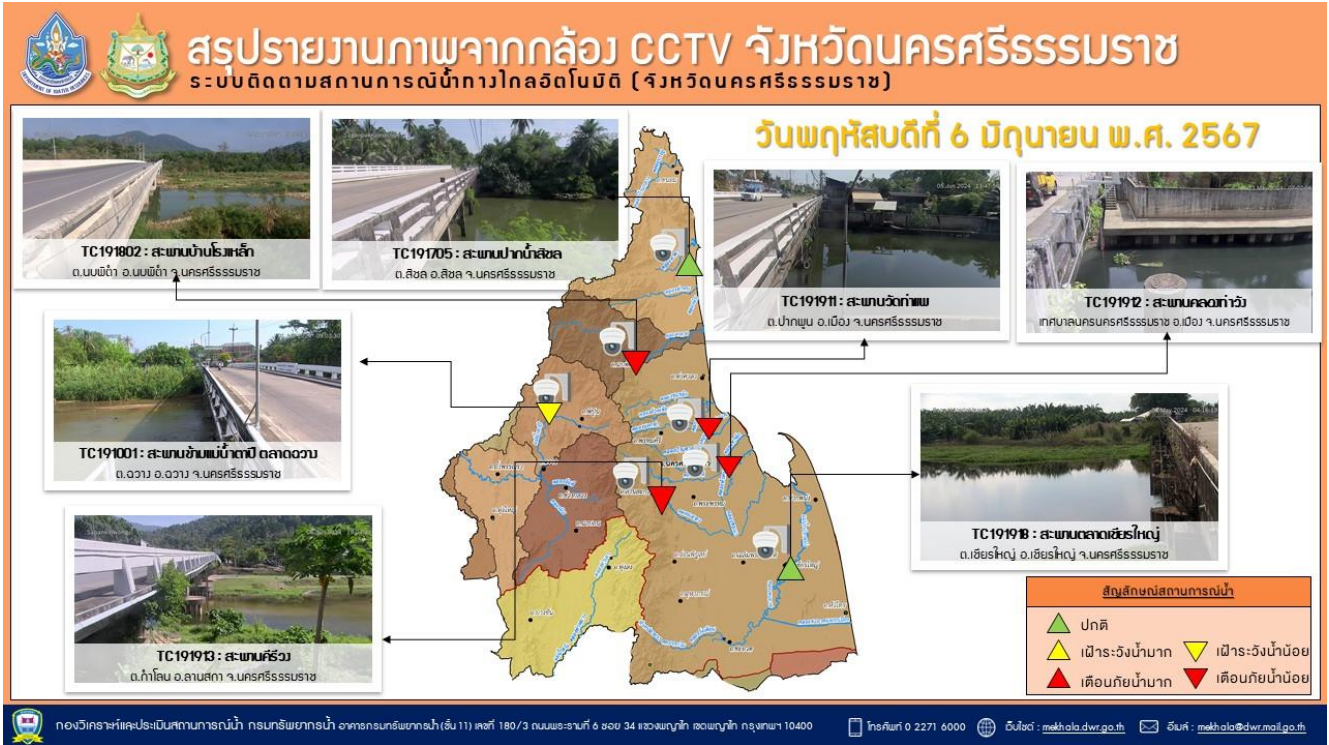 สรุปรายงานภาพจากกล้อง CCTV จังหวัดนครศรีธรรมราช
ระบบติดตามสถานการณ์น้ำทางไกลอัตโนมัติ (จังหวัดนครศรีธรรมราช)
วันพฤหัสบดีที่ 6 มิถุนายน พ.ศ. 2567
TC191802 : สะพานบ้านโรงเหล็ก
ต.นบพิตำ อ.นบพิตำ จ.นครศรีธรรมราช
TC191705 : สะพานปากน้ำสิชล
ต.สิชล อ.สิชล จ.นครศรีธรรมราช
TC191911 : สะพานวัดท่าแพ
ต.ปากพูน อ.เมือง จ.นครศรีธรรมราช
TC191912 : สะพานคลองท่าวัง
เทศบาลนครนครศรีธรรมราช อ.เมือง จ.นครศรีธรรมราช
TC191001 : สะพานข้ามแม่น้ำตาปี ตลาดฉวาง
ต.ฉวาง อ.ฉวาง จ.นครศรีธรรมราช
TC191918 : สะพานตลาดเชียรใหญ่
ต.เชียรใหญ่ อ.เชียรใหญ่ จ.นครศรีธรรมราช
TC191913 : สะพานคีรีวง
ต.กำโลน อ.ลานสกา จ.นครศรีธรรมราช
สัญลักษณ์สถานการณ์น้ำ
ปกติ
เฝ้าระวังน้ำมาก เฝ้าระวังน้ำน้อย
เตือนภัยน้ำมาก เตือนภัยน้ำน้อย
กองวิเคราะห์และประเมินสถานการณ์น้ำ กรมทรัพยากรน้ำ อาคารกรมทรัพยากรน้ำ (ชั้น 11) เลขที่ 180/3 ถนนพระรามที่ 6 ซอย 34 แขวงพญาไท เขตพญาไท กรุงเทพฯ 10400 โทรศัพท์ 0 2271 6000 เว็บไซต์ : mekhala.dwr.go.th อีเมล์ : mekhala@dwr.mail.go.th